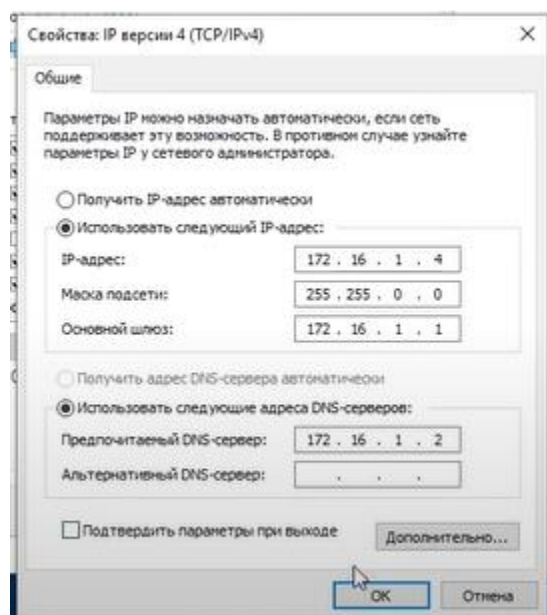 Свойства: IP версии 4 (TCP/IPv4)
Общие
Параметры IP можно назначать автоматически, если сеть
поддерживает эту возможность. В противном случае узнайте
параметры IP у сетевого администратора.
Получить IP-адрес автоматически
Использовать следующий IP-адрес:
IP-адрес: 172 . 16 . 1 . 4
Маска подсети: 255 . 255 . 0 . 0
Основной шлюз: 172 . 16 . 1 . 1
Получить адрес DNS-сервера автоматически
Использовать следующие адреса DNS-серверов:
Предпочитаемый DNS-сервер: 172 . 16 . 1 . 2
Альтернативный DNS-сервер: . . .
Подтвердить параметры при выходе
Дополнительно...
ОК Отмена